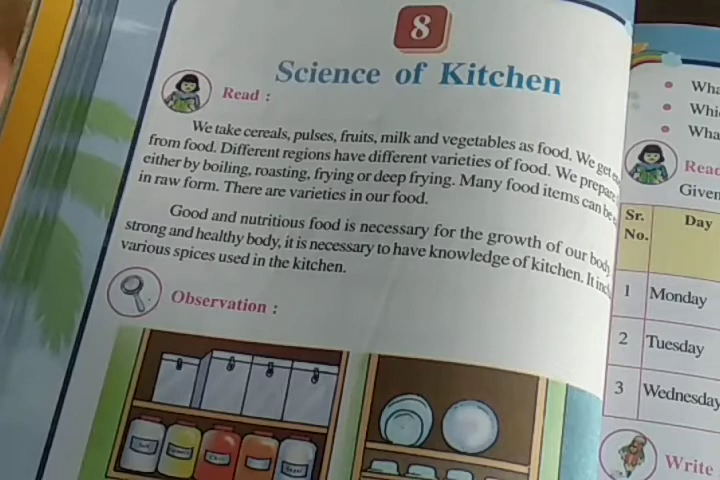 8
Science of Kitchen
Read :
We take cereals, pulses, fruits, milk and vegetables as food. We get
from food. Different regions have different varieties of food. We prepare
either by boiling, roasting, frying or deep frying. Many food items can be
in raw form. There are varieties in our food.
Good and nutritious food is necessary for the growth of our body
strong and healthy body, it is necessary to have knowledge of kitchen. It
various spices used in the kitchen.
Observation :
Given
Sr. No.
Day
1 Monday
2 Tuesday
3 Wednesday
Write